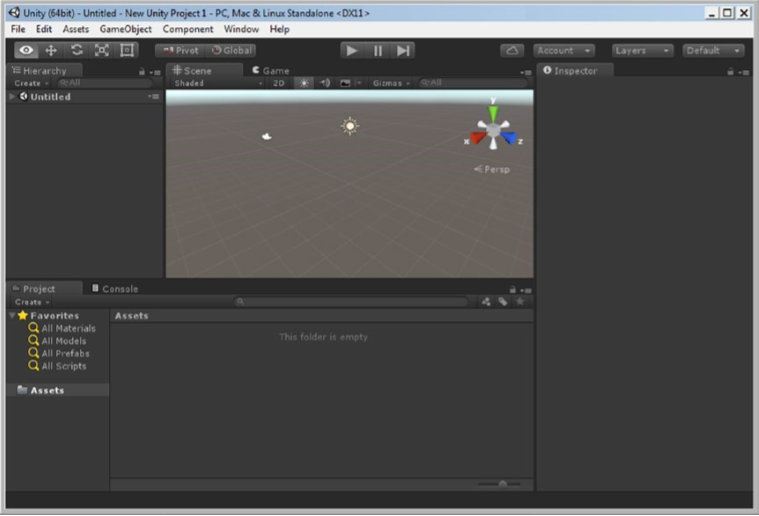 Unity (64bit) - Untitled - New Unity Project 1 - PC, Mac & Linux Standalone <DX11>
File Edit Assets GameObject Component Window Help
Pivot Global Account Layers Default
Hierarchy Scene Game Inspector
Create All Shaded 2D Gizmos All
Untitled
y
x z
Persp
Project Console
Create
Favorites Assets
All Materials This folder is empty
All Models
All Prefabs
All Scripts
Assets